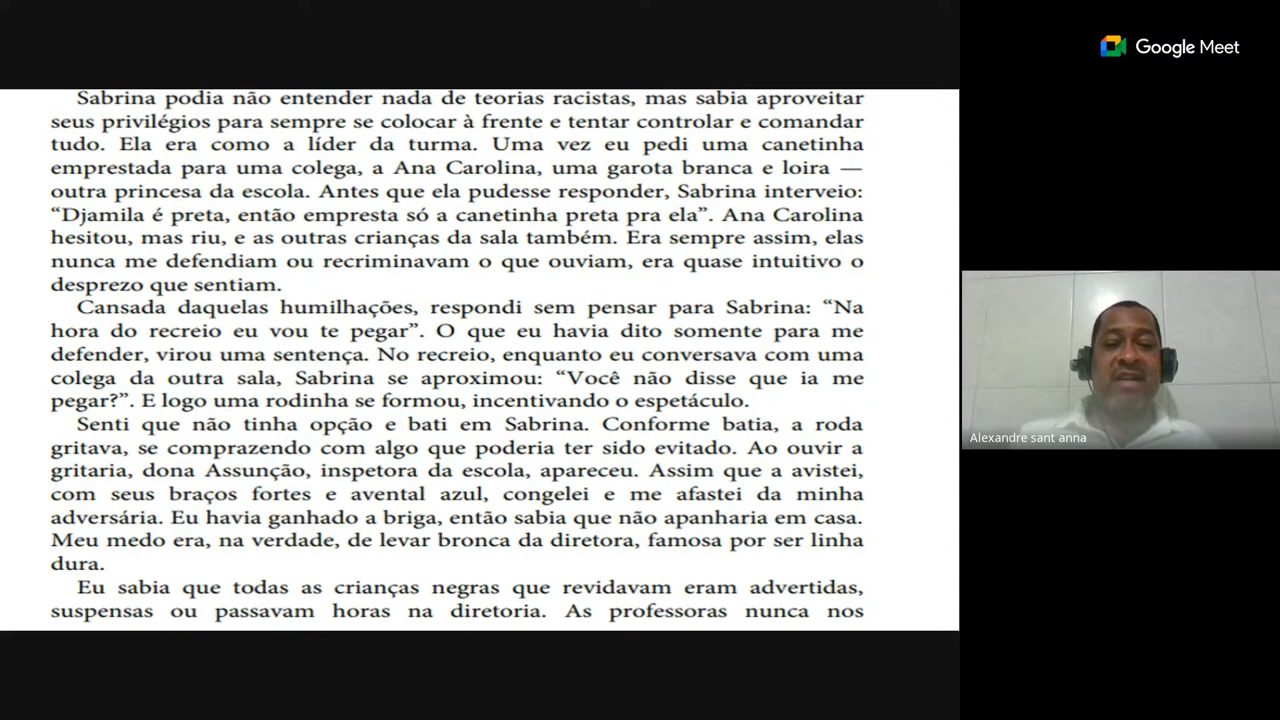 Google Meet
Sabrina podia não entender nada de teorias racistas, mas sabia aproveitar
seus privilégios para sempre se colocar à frente e tentar controlar e comandar
tudo. Ela era como a líder da turma. Uma vez eu pedi uma canetinha
emprestada para uma colega, a Ana Carolina, uma garota branca e loira —
outra princesa da escola. Antes que ela pudesse responder, Sabrina interveio:
“Djamila é preta, então empresta só a canetinha preta pra ela”. Ana Carolina
hesitou, mas riu, e as outras crianças da sala também. Era sempre assim, elas
nunca me defendiam ou recriminavam o que ouviam, era quase intuitivo o
desprezo que sentiam.
Cansada daquelas humilhações, respondi sem pensar para Sabrina: “Na
hora do recreio eu vou te pegar”. O que eu havia dito somente para me
defender, virou uma sentença. No recreio, enquanto eu conversava com uma
colega da outra sala, Sabrina se aproximou: “Você não disse que ia me
pegar?”. E logo uma rodinha se formou, incentivando o espetáculo.
Senti que não tinha opção e bati em Sabrina. Conforme batia, a roda
gritava, se comprazendo com algo que poderia ter sido evitado. Ao ouvir a
gritaria, dona Assunção, inspetora da escola, apareceu. Assim que a avistei,
com seus braços fortes e avental azul, congelei e me afastei da minha
adversária. Eu havia ganhado a briga, então sabia que não apanharia em casa.
Meu medo era, na verdade, de levar bronca da diretora, famosa por ser linha
dura.
Eu sabia que todas as crianças negras que revidavam eram advertidas,
suspensas ou passavam horas na diretoria. As professoras nunca nos
Alexandre sant anna